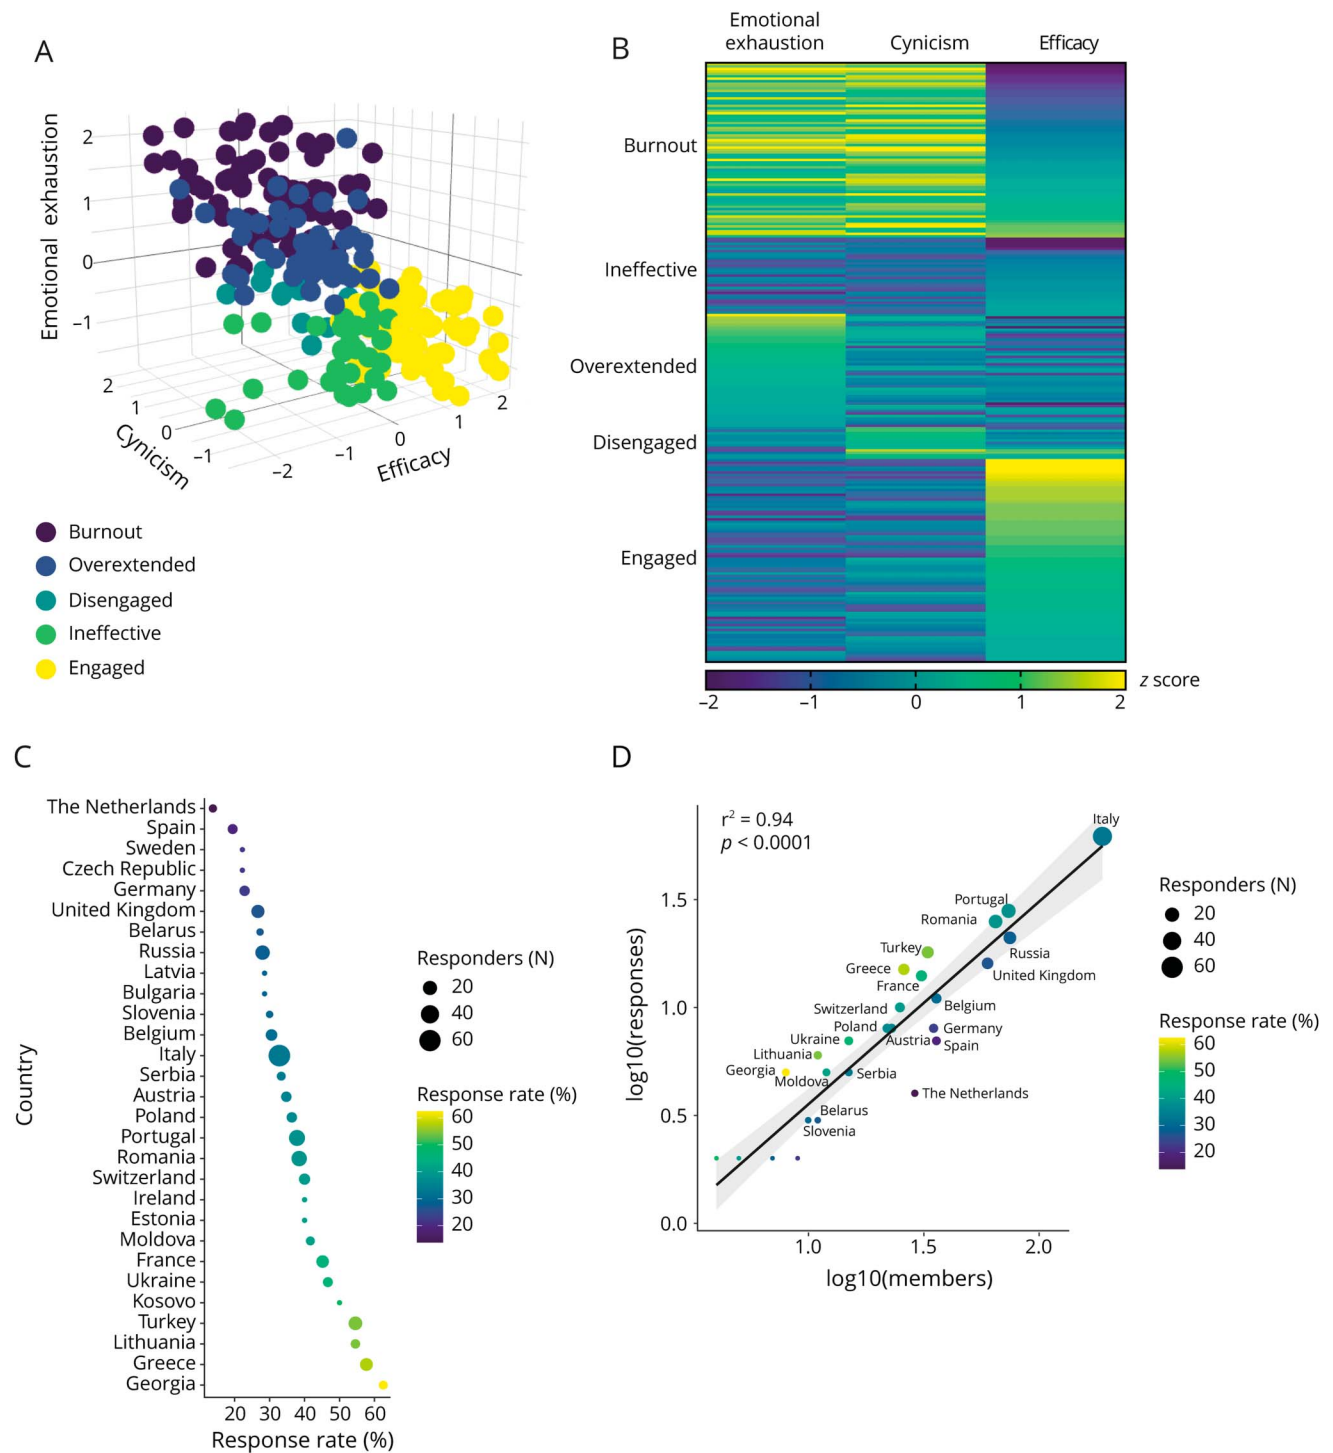 A
Emotional exhaustion
2
1
0
−1
2
1
0
−1
−2
−1
0
1
2
Cynicism
Efficacy
Burnout
Overextended
Disengaged
Ineffective
Engaged
B
Emotional
exhaustion
Cynicism
Efficacy
Burnout
Ineffective
Overextended
Disengaged
Engaged
−2
−1
0
1
2
z score
C
Country
The Netherlands
Spain
Sweden
Czech Republic
Germany
United Kingdom
Belarus
Russia
Latvia
Bulgaria
Slovenia
Belgium
Italy
Serbia
Austria
Poland
Portugal
Romania
Switzerland
Ireland
Estonia
Moldova
France
Ukraine
Kosovo
Turkey
Lithuania
Greece
Georgia
20 30 40 50 60
Response rate (%)
Responders (N)
20
40
60
Response rate (%)
60
50
40
30
20
D
r² = 0.94
p < 0.0001
log10(responses)
1.5
1.0
0.5
0.0
Italy
Portugal
Romania
Russia
Turkey
Greece
United Kingdom
France
Switzerland
Belgium
Poland
Germany
Ukraine
Austria
Spain
Lithuania
Georgia
Serbia
Moldova
The Netherlands
Belarus
Slovenia
1.0 1.5 2.0
log10(members)
Responders (N)
20
40
60
Response rate (%)
60
50
40
30
20